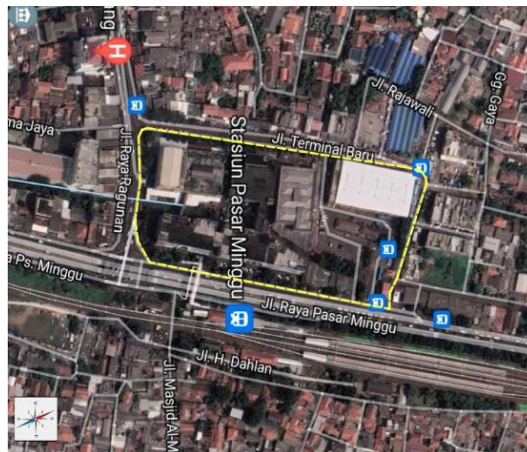 H
ma Jaya
Jl. Raya Ragunan
Stasiun Pasar Minggu
Jl. Terminal Baru
Jl. Rajawali
Gg. Gaya
a Ps. Minggu
Jl. Raya Pasar Minggu
Jl. H. Dahlan
Jl. Masjid Al-M